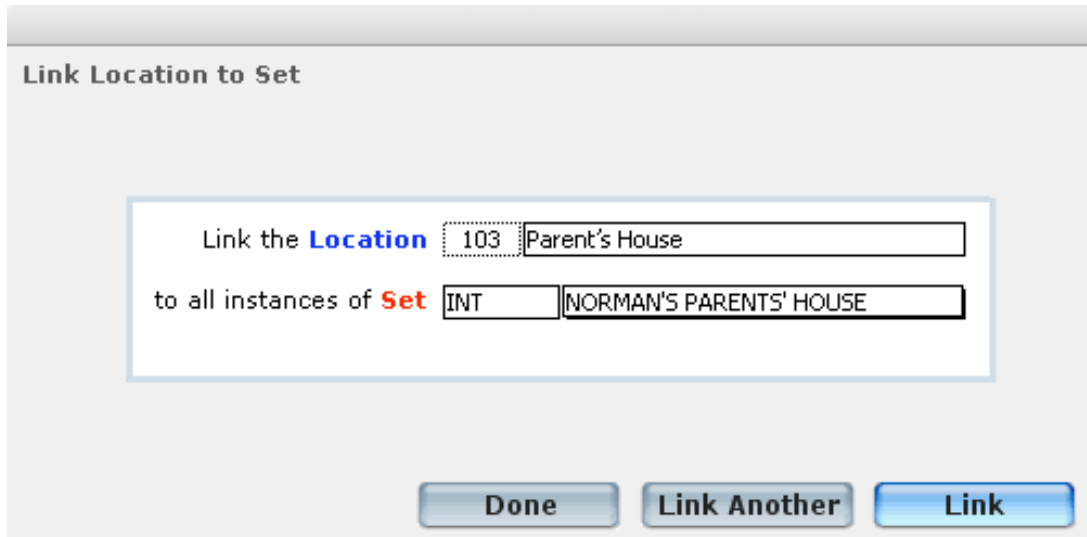 Link Location to Set
Link the Location 103 Parent's House
to all instances of Set INT NORMAN'S PARENTS' HOUSE
Done Link Another Link